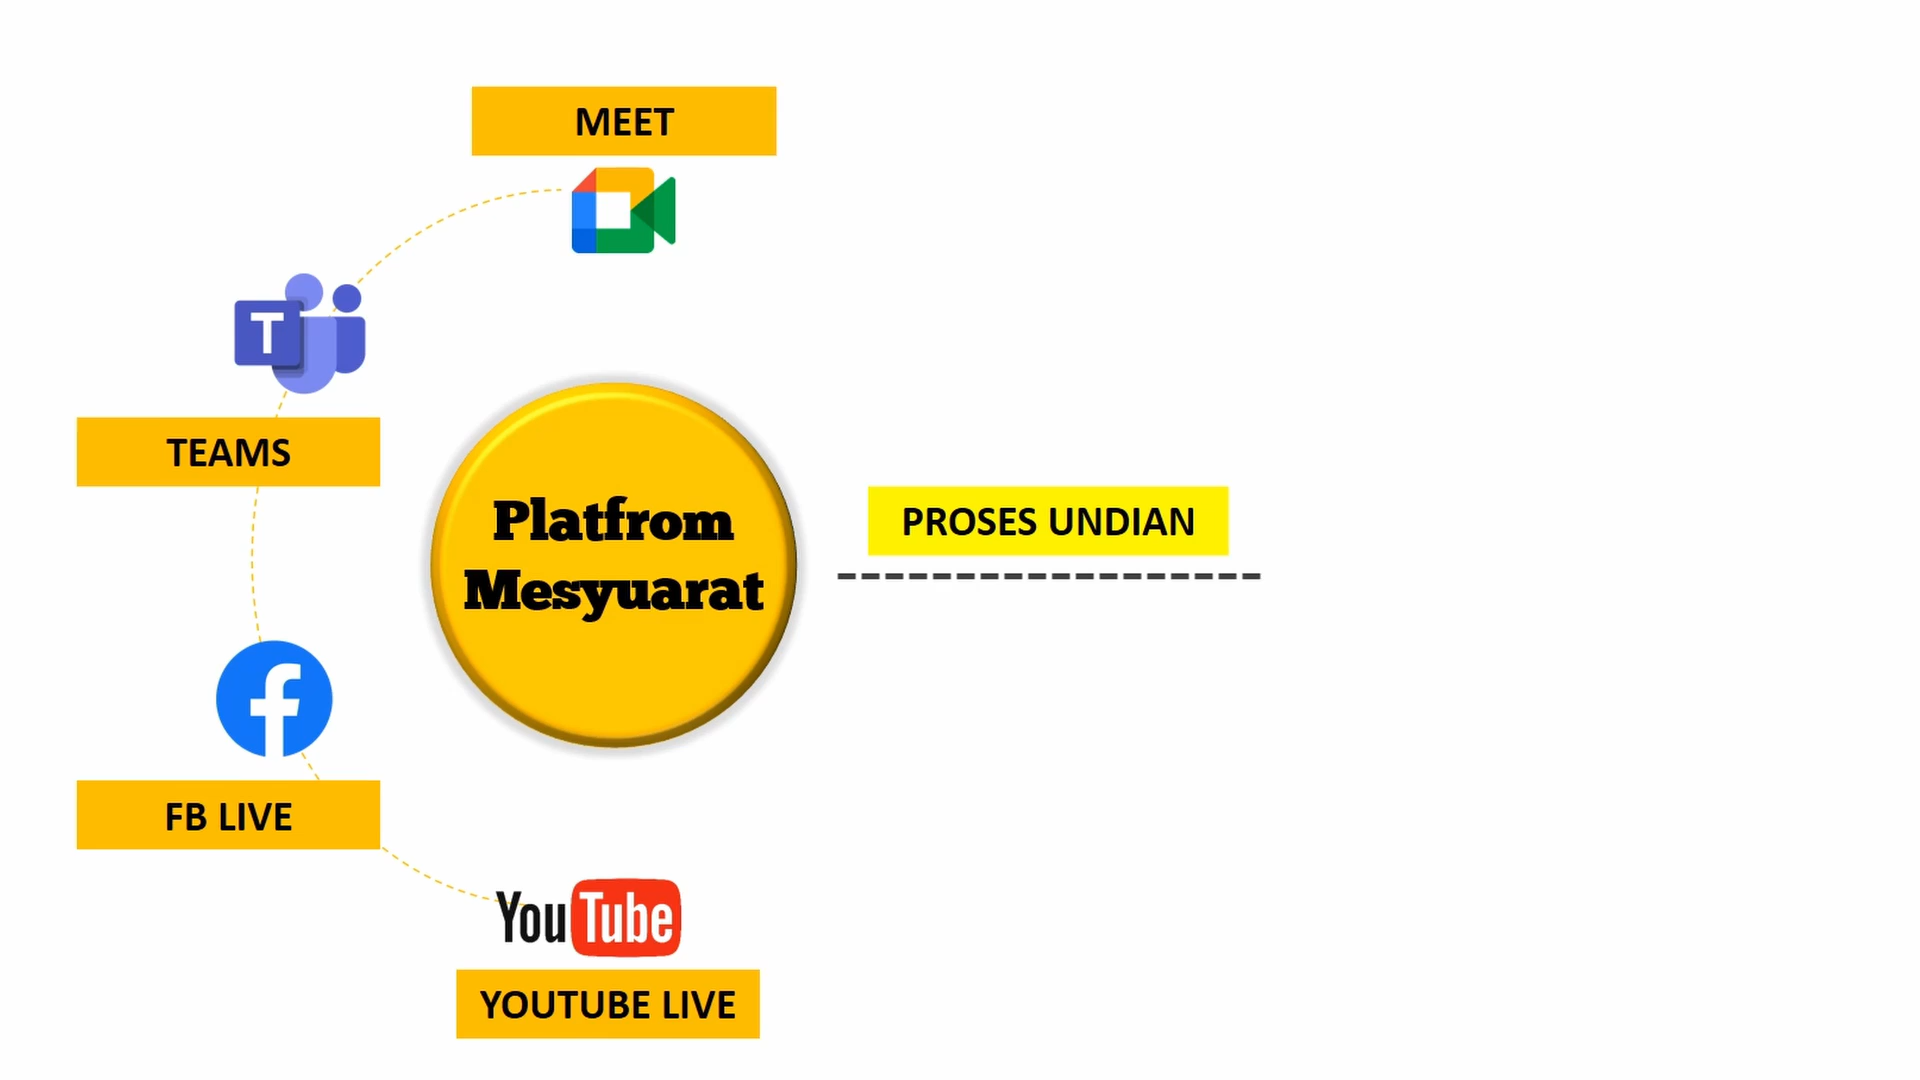 MEET
T
TEAMS
Platfrom
Mesyuarat
PROSES UNDIAN
f
FB LIVE
YouTube
YOUTUBE LIVE